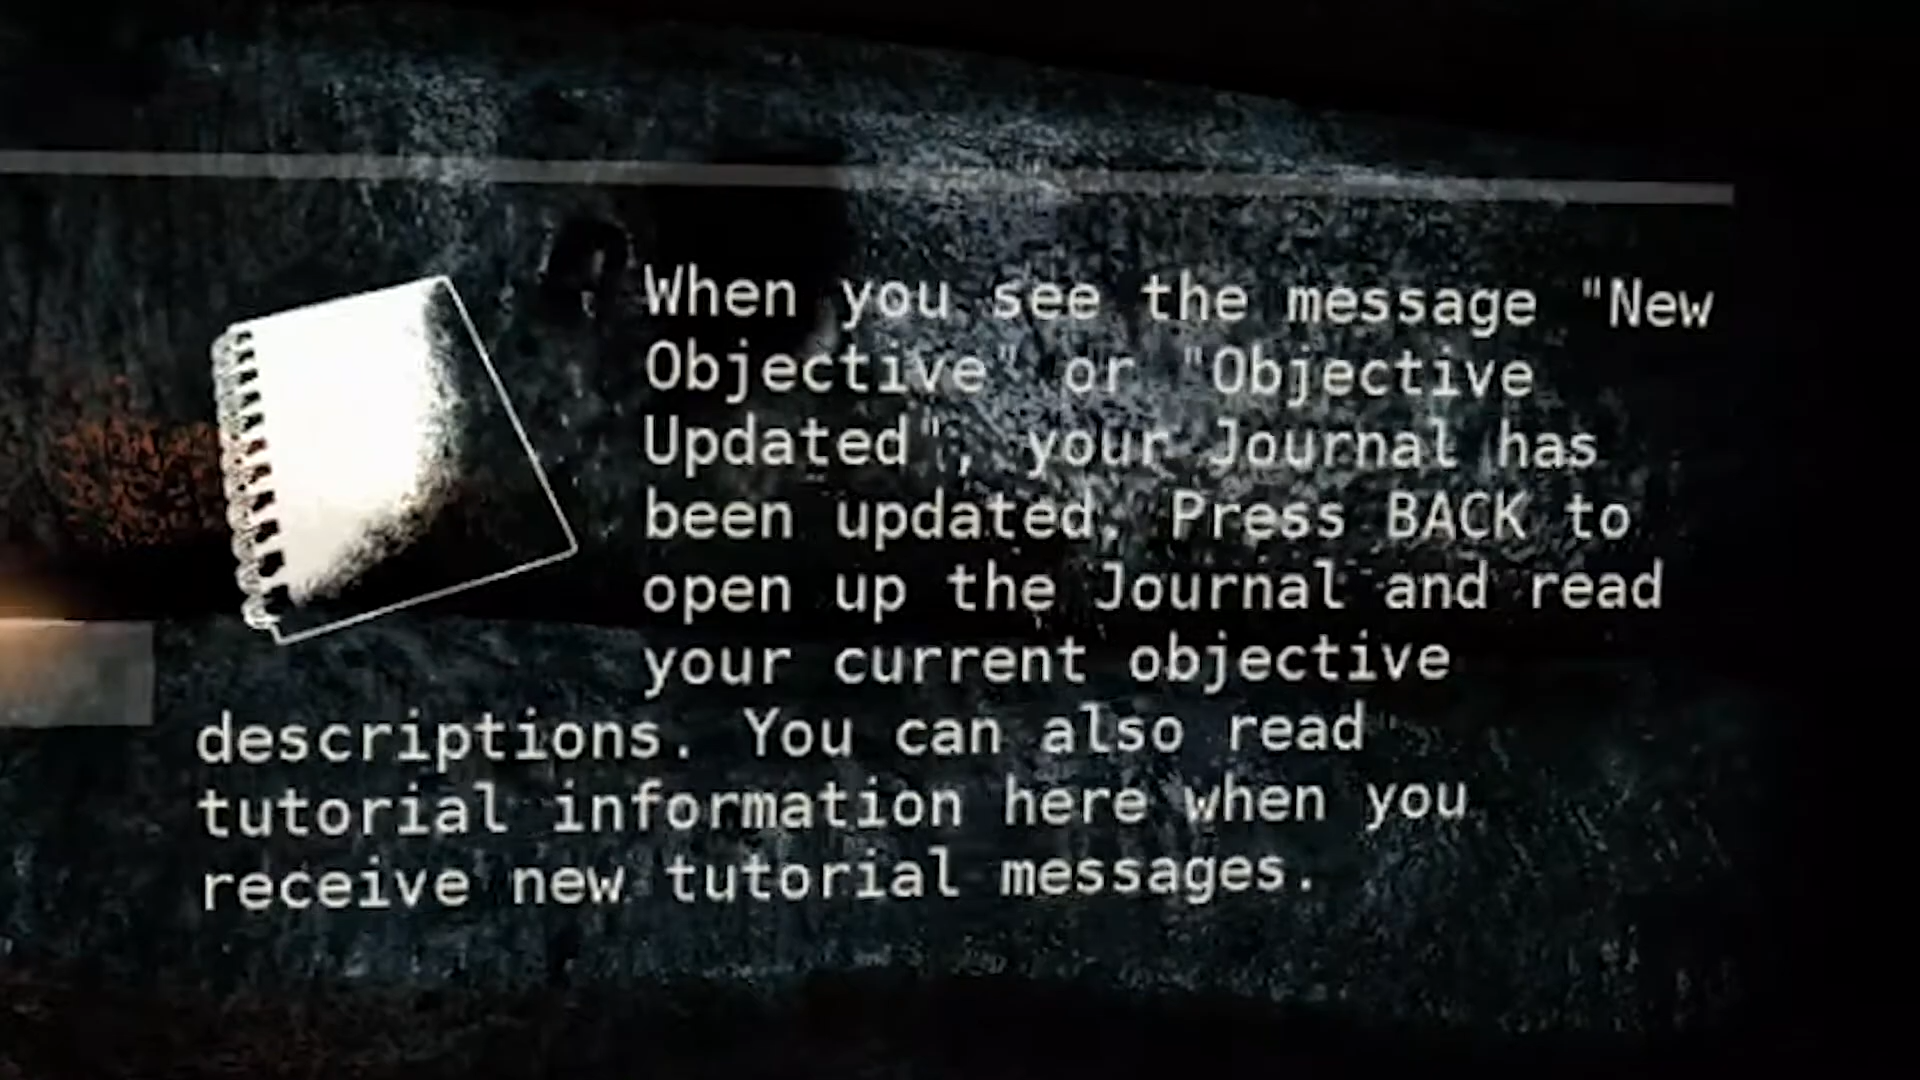 When you see the message "New
Objective" or "Objective
Updated", your Journal has
been updated. Press BACK to
open up the Journal and read
your current objective
descriptions. You can also read
tutorial information here when you
receive new tutorial messages.